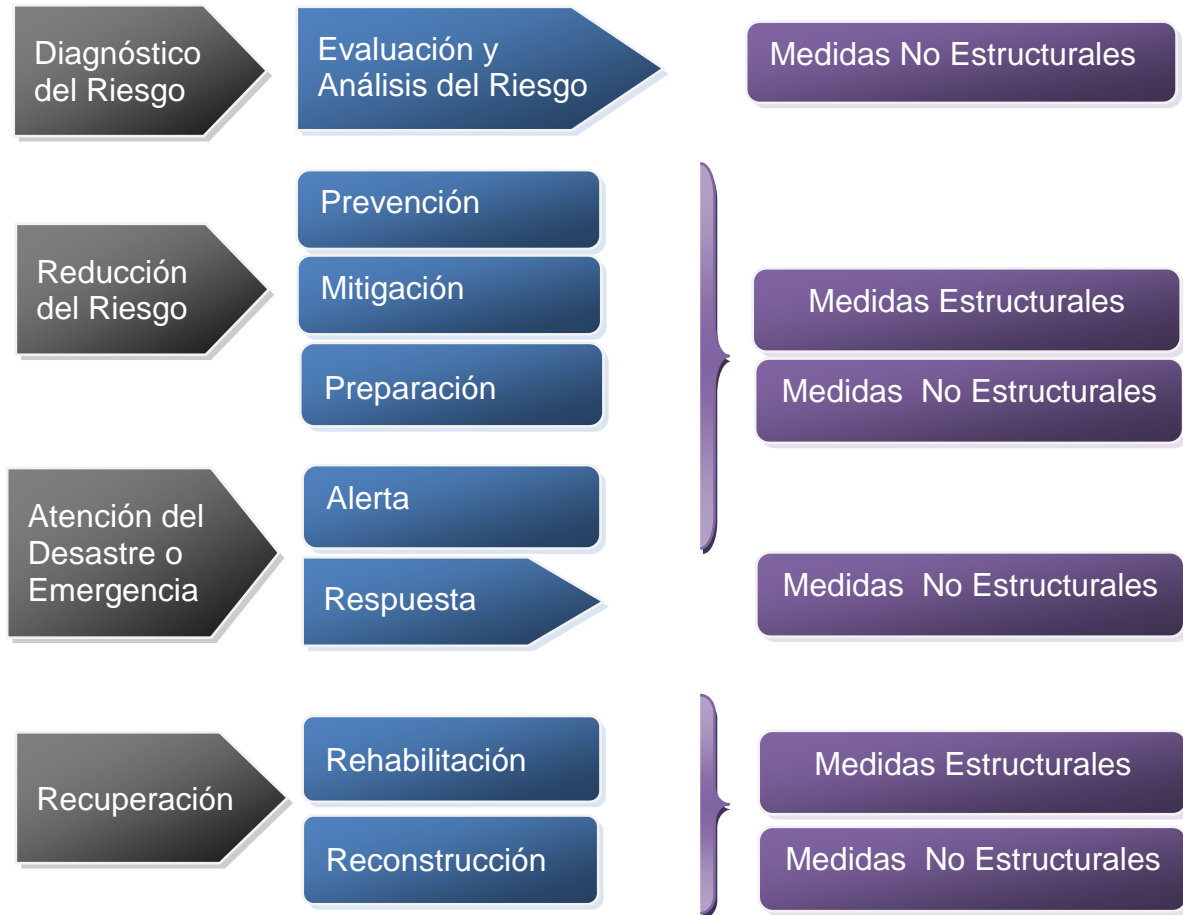 Diagnóstico
del Riesgo
Evaluación y
Análisis del Riesgo
Medidas No Estructurales
Reducción
del Riesgo
Prevención
Mitigación
Preparación
Medidas Estructurales
Medidas  No Estructurales
Atención del
Desastre o
Emergencia
Alerta
Respuesta
Medidas  No Estructurales
Recuperación
Rehabilitación
Reconstrucción
Medidas Estructurales
Medidas  No Estructurales